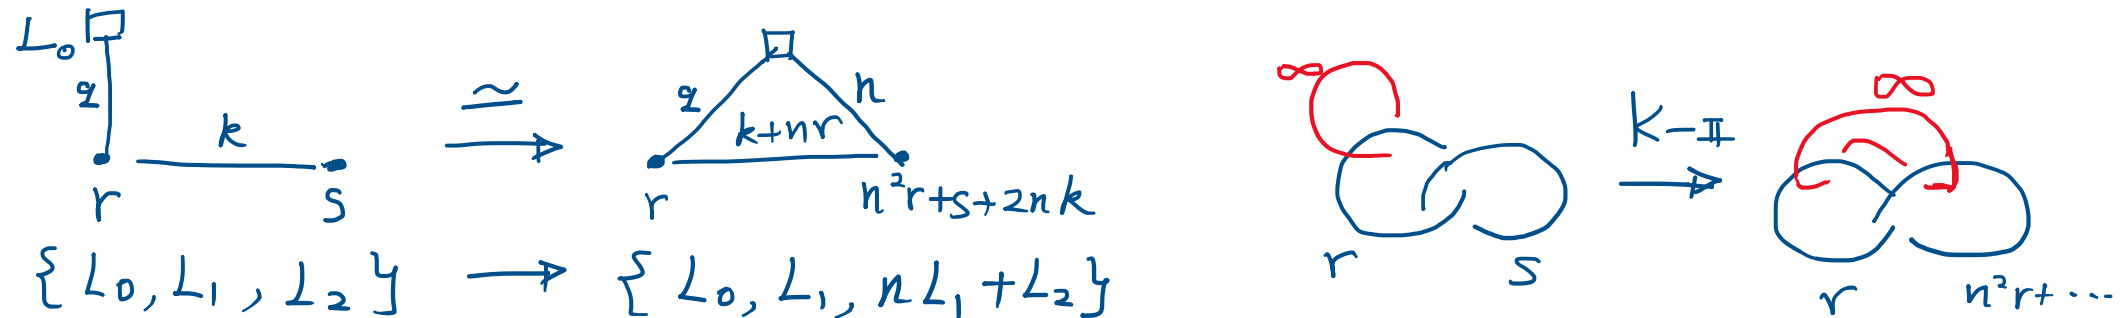 L₀
q
k
r
s
≃
q
n
k+nr
r
n²r+s+2nk
{ L₀, L₁, L₂ } → { L₀, L₁, nL₁+L₂ }
∞
r
s
K-II
∞
r
n²r+···